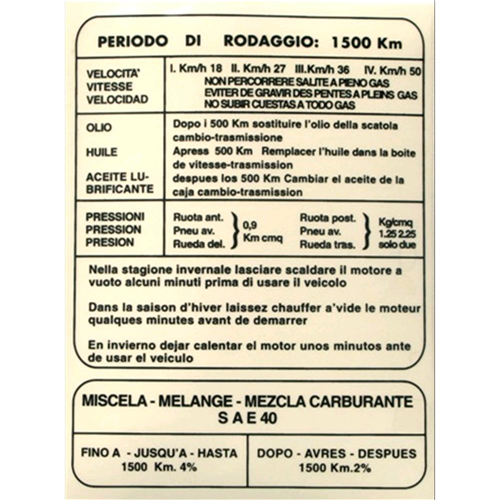 PERIODO DI RODAGGIO: 1500 Km
VELOCITA'
VITESSE
VELOCIDAD
I. Km/h 18 II. Km/h 27 III.Km/h 36 IV. Km/h 50
NON PERCORRERE SALITE A PIENO GAS
EVITER DE GRAVIR DES PENTES A PLEINS GAS
NO SUBIR CUESTAS A TODO GAS
OLIO
HUILE
ACEITE LU-
BRIFICANTE
Dopo i 500 Km sostituire l'olio della scatola
cambio-trasmissione
Apress 500 Km Remplacer l'huile dans la boite
de vitesse-trasmission
despues los 500 Km Cambiar el aceite de la
caja cambio-trasmission
PRESSIONI
PRESSION
PRESION
Ruota ant.
Pneu av.
Rueda del.
0,9
Km cmq
Ruota post.
Pneu av.
Rueda tras.
Kg/cmq
1.25 2.25
solo due
Nella stagione invernale lasciare scaldare il motore a
vuoto alcuni minuti prima di usare il veicolo
Dans la saison d'hiver laissez chauffer a'vide le moteur
qualques minutes avant de demarrer
En invierno dejar calentar el motor unos minutos ante
de usar el veiculo
MISCELA - MELANGE - MEZCLA CARBURANTE
S A E 40
FINO A - JUSQU'A - HASTA
1500 Km. 4%
DOPO - AVRES - DESPUES
1500 Km.2%